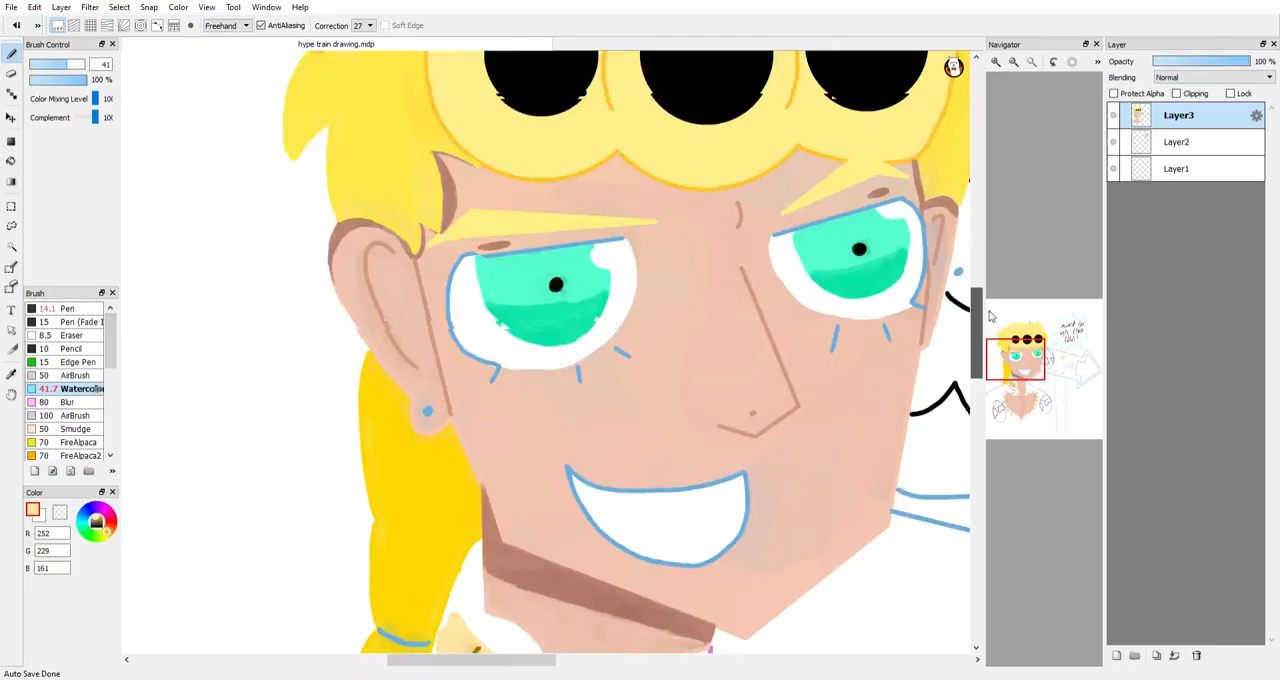 File Edit Layer Filter Select Snap Color View Tool Window Help
Freehand AntiAliasing Correction 27 Soft Edge
Brush Control
41
100 %
Color Mixing Level 10
Complement 10
hype train drawing.mdp
Navigator
Layer
Opacity 100 %
Blending Normal
Protect Alpha Clipping Lock
Layer3
Layer2
Layer1
Brush
14.1 Pen
15 Pen (Fade I
8.5 Eraser
10 Pencil
15 Edge Pen
50 AirBrush
41.7 Waterco
80 Blur
100 AirBrush
50 Smudge
70 FireAlpaca
70 FireAlpaca2
Color
R 252
G 229
B 161
Auto Save Done